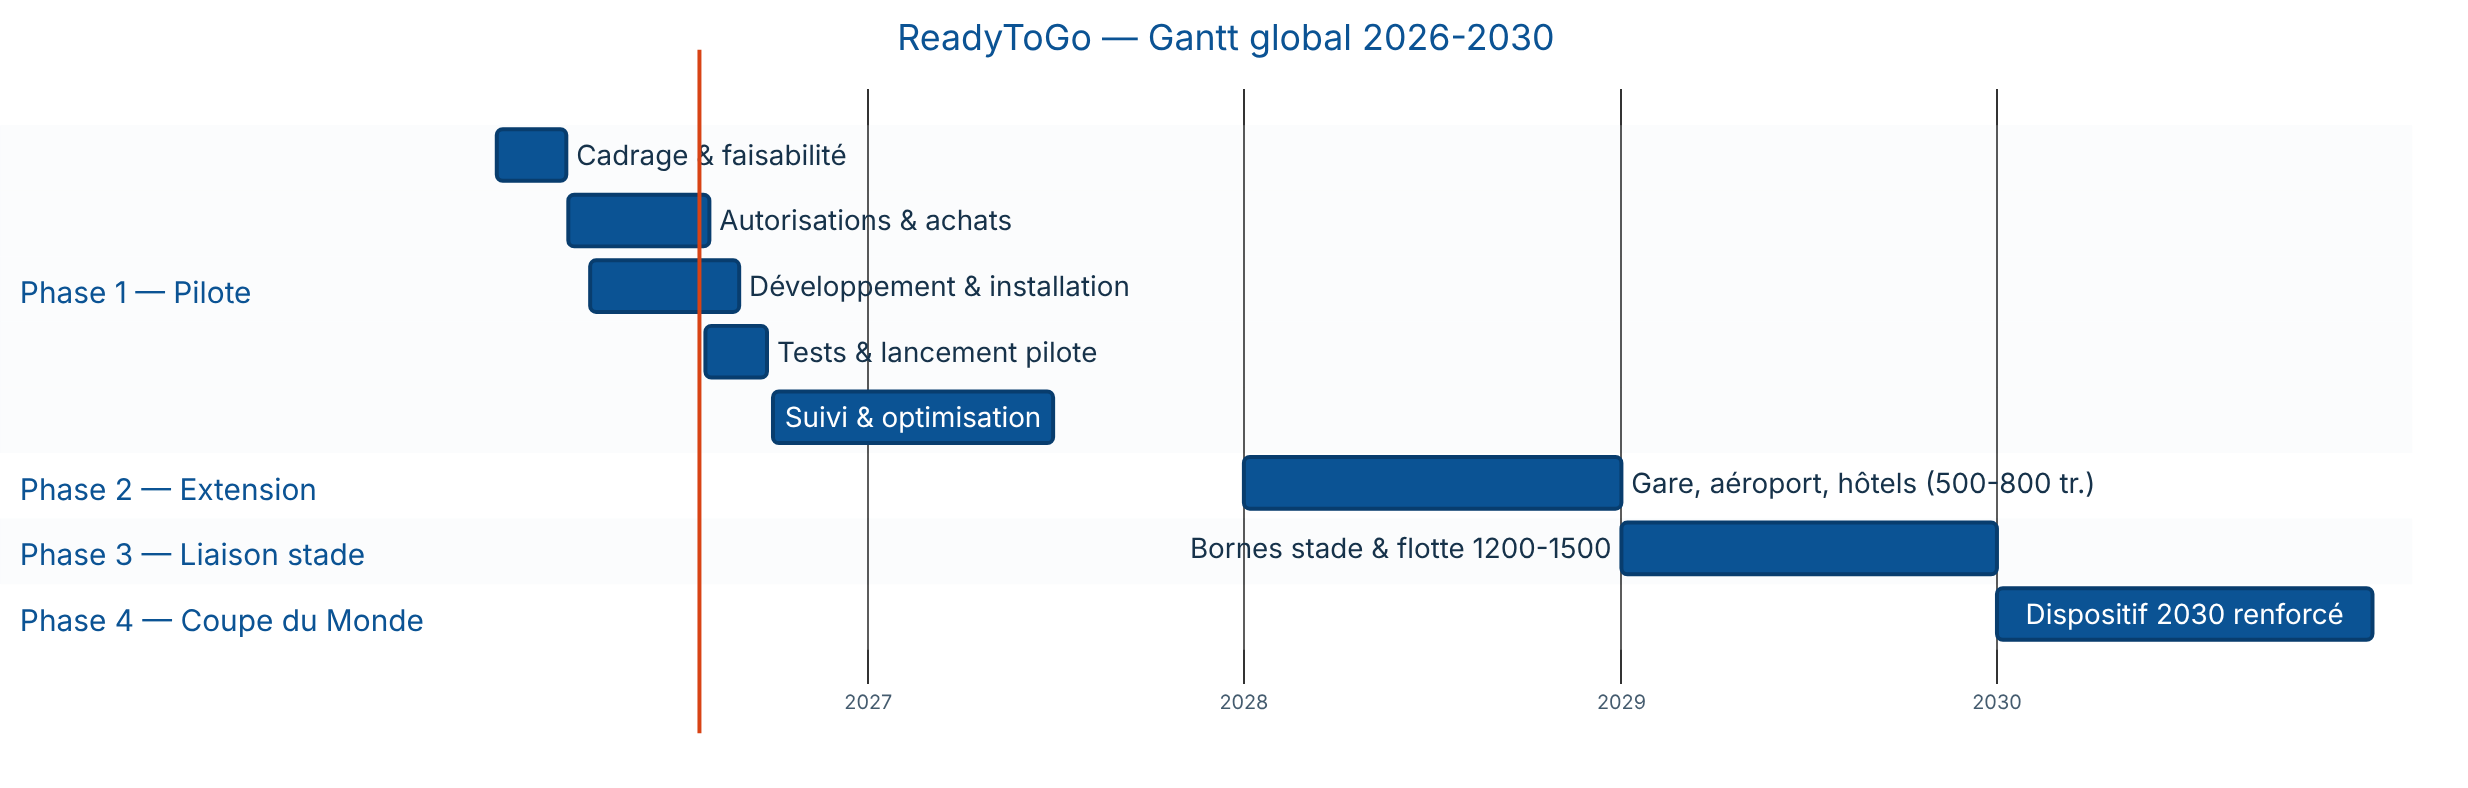 ReadyToGo — Gantt global 2026-2030
Phase 1 — Pilote
Cadrage & faisabilité
Autorisations & achats
Développement & installation
Tests & lancement pilote
Suivi & optimisation
Phase 2 — Extension
Gare, aéroport, hôtels (500-800 tr.)
Phase 3 — Liaison stade
Bornes stade & flotte 1200-1500
Phase 4 — Coupe du Monde
Dispositif 2030 renforcé
2027
2028
2029
2030